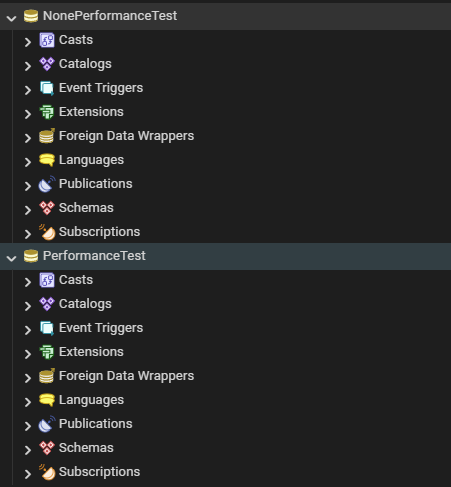 NonePerformanceTest
Casts
Catalogs
Event Triggers
Extensions
Foreign Data Wrappers
Languages
Publications
Schemas
Subscriptions
PerformanceTest
Casts
Catalogs
Event Triggers
Extensions
Foreign Data Wrappers
Languages
Publications
Schemas
Subscriptions